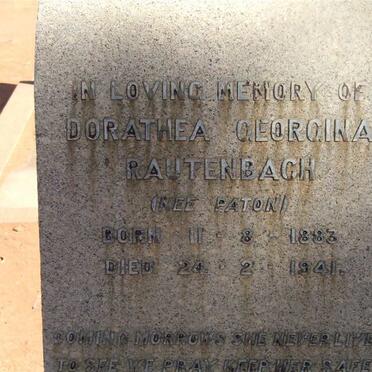 IN LOVING MEMORY OF
DORATHEA GEORGINA
RAUTENBACH
(NEE PATON)
BORN 11 · 8 · 1883
DIED 24 · 2 · 1941.
COMING MORROWS SHE NEVER LIVE
TO SEE WE PRAY KEEP HER SAFE